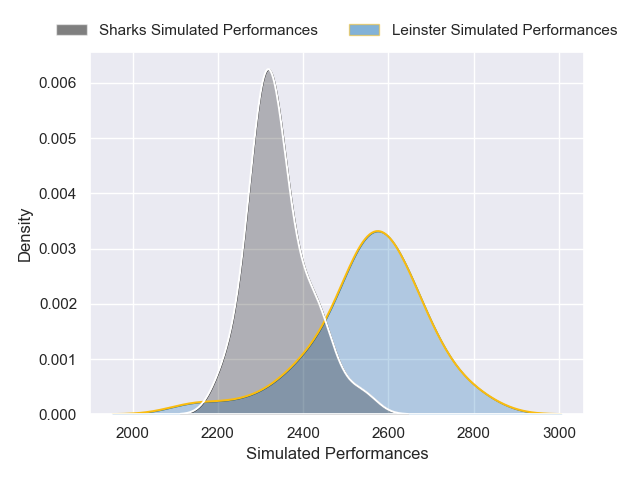 Sharks Simulated Performances Leinster Simulated Performances
0.006
0.005
0.004
0.003
0.002
0.001
0.000
Density
2000 2200 2400 2600 2800 3000
Simulated Performances